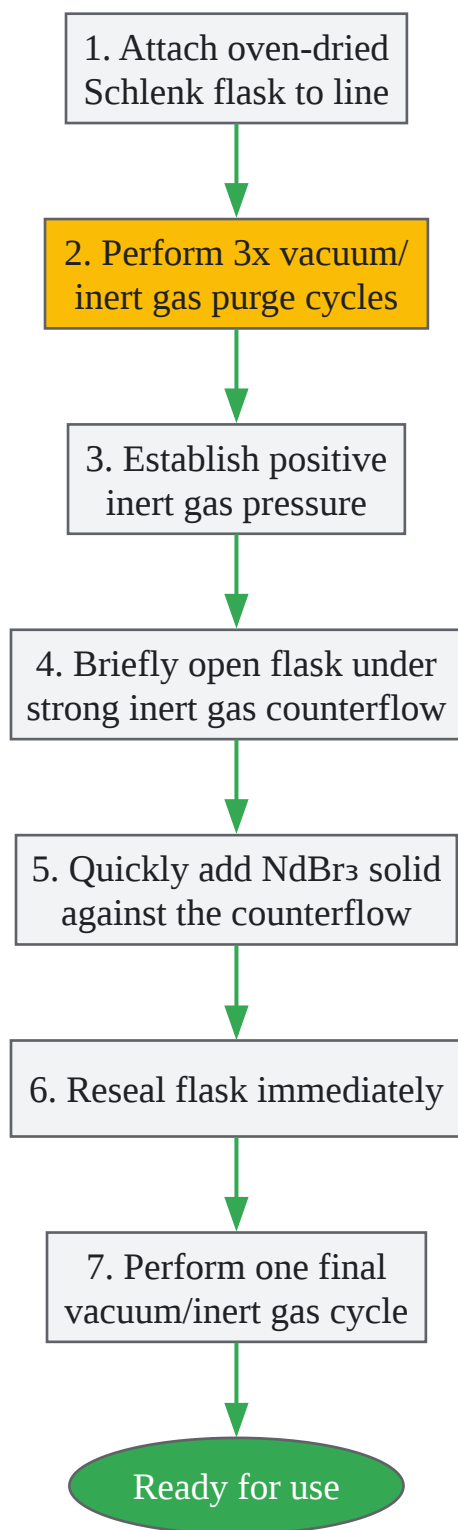 1. Attach oven-dried
Schlenk flask to line
2. Perform 3x vacuum/
inert gas purge cycles
3. Establish positive
inert gas pressure
4. Briefly open flask under
strong inert gas counterflow
5. Quickly add NdBr₃ solid
against the counterflow
6. Reseal flask immediately
7. Perform one final
vacuum/inert gas cycle
Ready for use